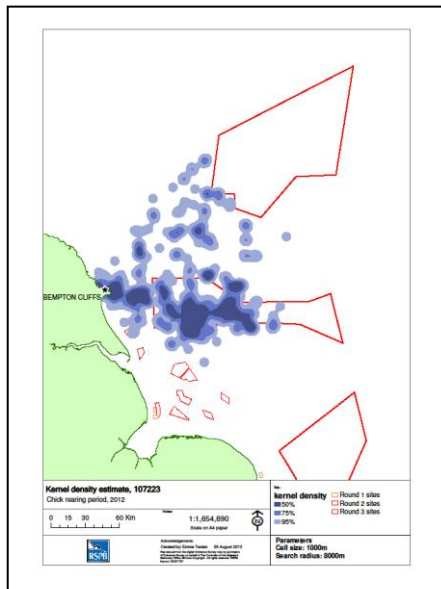 BEMPTON CLIFFS
Kernel density estimate, 107223
Chick rearing period, 2012
0 15 30 60 Km
1:1,654,890
Scale on A4 paper
N
RSPB
Acknowledgements
kernel density
50%
75%
95%
Round 1 sites
Round 2 sites
Round 3 sites
Parameters
Cell size: 1000m
Search radius: 8000m